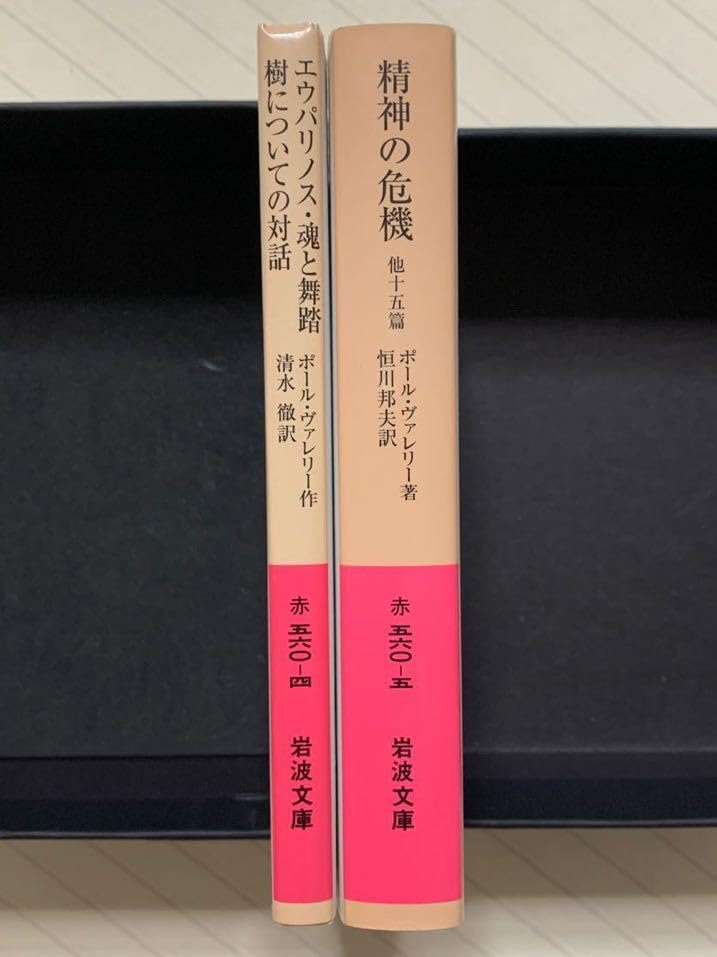 精神の危機
他十五篇
ポール・ヴァレリー著
恒川邦夫訳
赤 五六〇-五
岩波文庫
エウパリノス・魂と舞踏
樹についての対話
ポール・ヴァレリー作
清水 徹訳
赤 五六〇-四
岩波文庫